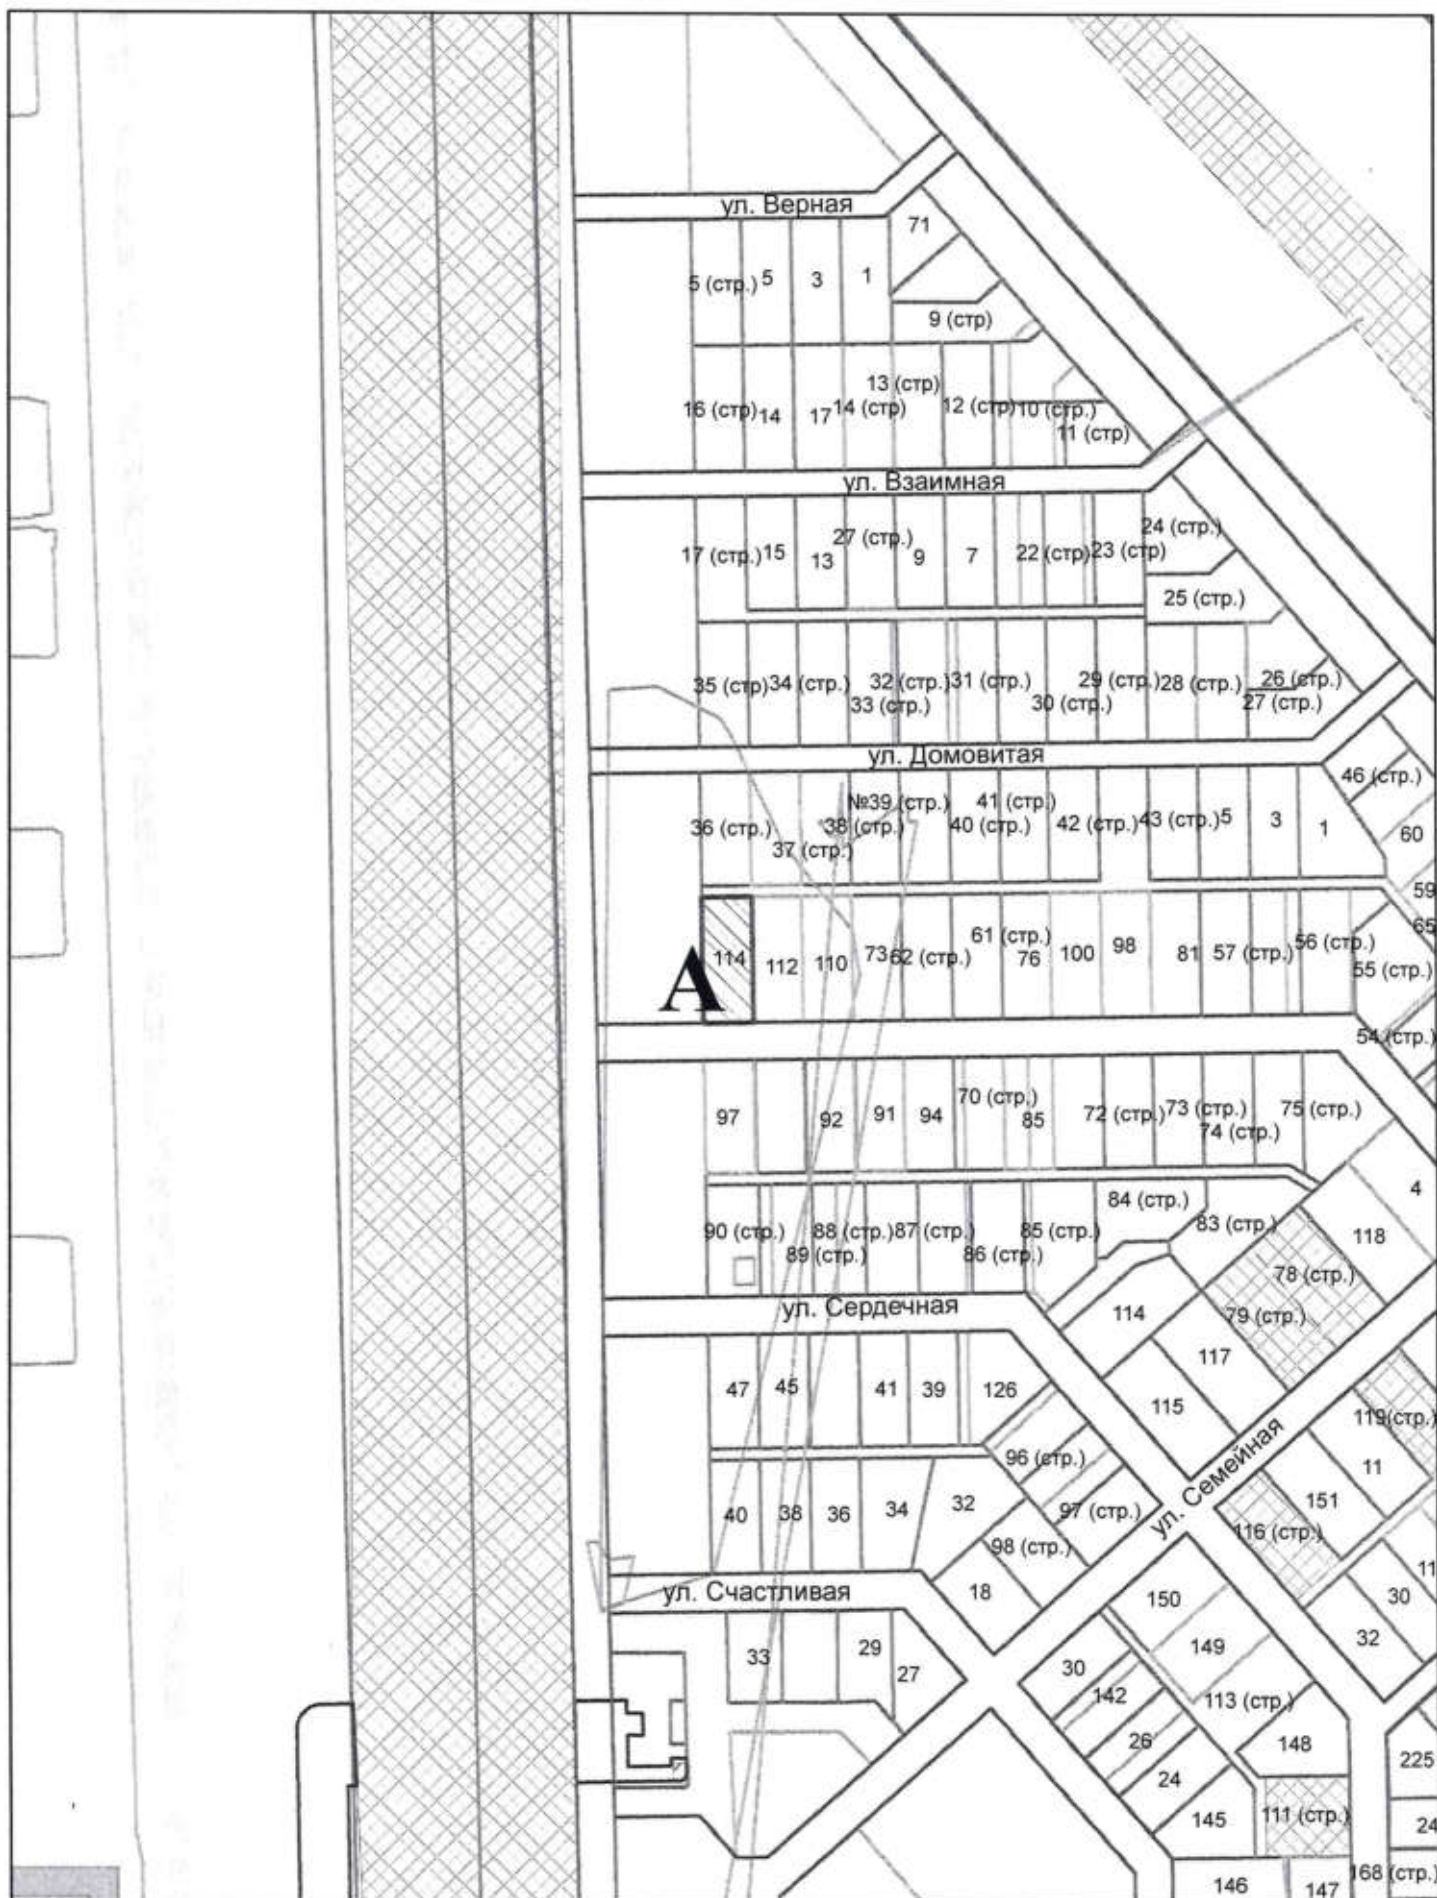 ул. Верная
71
5 (стр.) 5 3 1
9 (стр)
13 (стр)
16 (стр) 14 17 14 (стр) 12 (стр) 10 (стр.)
11 (стр)
ул. Взаимная
24 (стр.)
27 (стр.)
17 (стр.) 15 13 9 7 22 (стр) 23 (стр)
25 (стр.)
35 (стр) 34 (стр.) 32 (стр.) 31 (стр.) 29 (стр.) 28 (стр.) 26 (стр.)
33 (стр.) 30 (стр.) 27 (стр.)
ул. Домовитая
46 (стр.)
№39 (стр.) 41 (стр.)
36 (стр.) 38 (стр.) 40 (стр.) 42 (стр.) 43 (стр.) 5 3 1 60
37 (стр.)
59
65
61 (стр.) 56 (стр.)
А 114 112 110 73 62 (стр.) 76 100 98 81 57 (стр.) 55 (стр.)
54 (стр.)
70 (стр.)
97 92 91 94 85 72 (стр.) 73 (стр.) 75 (стр.)
74 (стр.)
4
84 (стр.)
90 (стр.) 88 (стр.) 87 (стр.) 85 (стр.) 83 (стр.) 118
89 (стр.) 86 (стр.)
78 (стр.)
ул. Сердечная
114 79 (стр.)
117
47 45 41 39 126
115 119(стр.)
96 (стр.) 11
ул. Семейная
151
40 38 36 34 32 97 (стр.)
116 (стр.)
98 (стр.)
11
ул. Счастливая
18 150 30
33 29 27 149 32
30
142 113 (стр.)
26 148
225
24
145 111 (стр.) 24
168 (стр.)
146 147